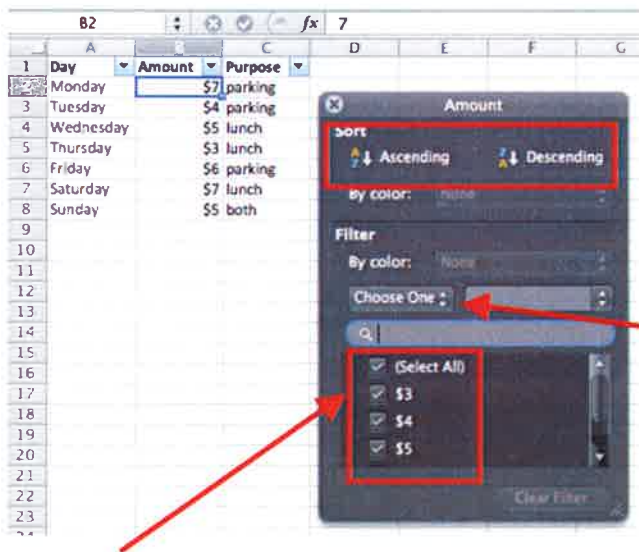 B2 fx 7
A B C D E F G
1 Day Amount Purpose
2 Monday $7 parking
3 Tuesday $4 parking
4 Wednesday $5 lunch
5 Thursday $3 lunch
6 Friday $6 parking
7 Saturday $7 lunch
8 Sunday $5 both
9
10
11
12
13
14
15
16
17
18
19
20
21
22
23
24
Amount
Sort
Ascending Descending
By color: None
Filter
By color: None
Choose One
(Select All)
$3
$4
$5
Clear Filter